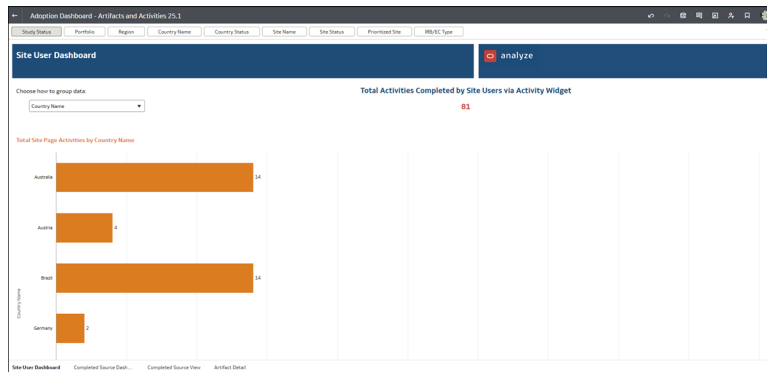 Adoption Dashboard - Artifacts and Activities 25.1
Study Status Portfolio Region Country Name Country Status Site Name Site Status Prioritized Site IRB/EC Type
Site User Dashboard
analyze
Choose how to group data:
Total Activities Completed by Site Users via Activity Widget
Country Name
81
Total Site Page Activities by Country Name
Australia
14
Austria
4
Brazil
14
Germany
2
Country Name
Site User Dashboard Completed Source Dash... Completed Source View Artifact Detail